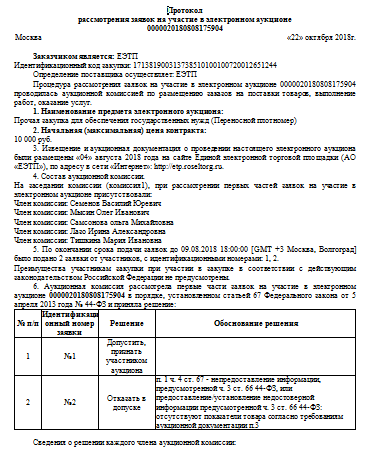 Протокол
рассмотрения заявок на участие в электронном аукционе
0000020180808175904
Москва «22» октября 2018г.
Заказчиком является: ЕЭТП
Идентификационный код закупки: 171381900313738510100100720012651244
Определение поставщика осуществляет: ЕЭТП
Процедура рассмотрения заявок на участие в электронном аукционе 0000020180808175904
проводилась аукционной комиссией по размещению заказов на поставки товаров, выполнение
работ, оказание услуг.
1. Наименование предмета электронного аукциона:
Прочая закупка для обеспечения государственных нужд (Переносной плотномер)
2. Начальная (максимальная) цена контракта:
10 000 руб.
3. Извещение и аукционная документация о проведении настоящего электронного аукциона
были размещены «04» августа 2018 года на сайте Единой электронной торговой площадки (АО
«ЕЭТП»), по адресу в сети «Интернет»: http://etp.roseltorg.ru.
4. Состав аукционной комиссии.
На заседании комиссии (комиссия1), при рассмотрении первых частей заявок на участие в
электронном аукционе присутствовали:
Член комиссии: Семенов Василий Юревич
Член комиссии: Мысин Олег Иванович
Член комиссии: Самсонова ольга Михайловна
Член комиссии: Лазо Ирина Александровна
Член комиссии: Тишкина Мария Ивановна
5. По окончании срока подачи заявок до 09.08.2018 18:00:00 [GMT +3 Москва, Волгоград]
было подано 2 заявки от участников, с идентификационными номерами: 1, 2.
Преимущества участникам закупки при участии в закупке в соответствии с действующим
законодательством Российской Федерации не предусмотрены.
6. Аукционная комиссия рассмотрела первые части заявок на участие в электронном
аукционе 0000020180808175904 в порядке, установленном статьей 67 Федерального закона от 5
апреля 2013 года № 44-ФЗ и приняла решение:
№ п/п Идентификаци
онный номер
заявки Решение Обоснование решения
1 №1 Допустить,
признать
участником
аукциона
2 №2 Отказать в
допуске п. 1 ч. 4 ст. 67 - непредоставление информации,
предусмотренной ч. 3 ст. 66 44-ФЗ, или
предоставление/установление недостоверной
информации предусмотренной ч. 3 ст. 66 44-ФЗ:
отсутствуют показатели товара согласно требованиям
аукционной документации п.3
Сведения о решении каждого члена аукционной комиссии: